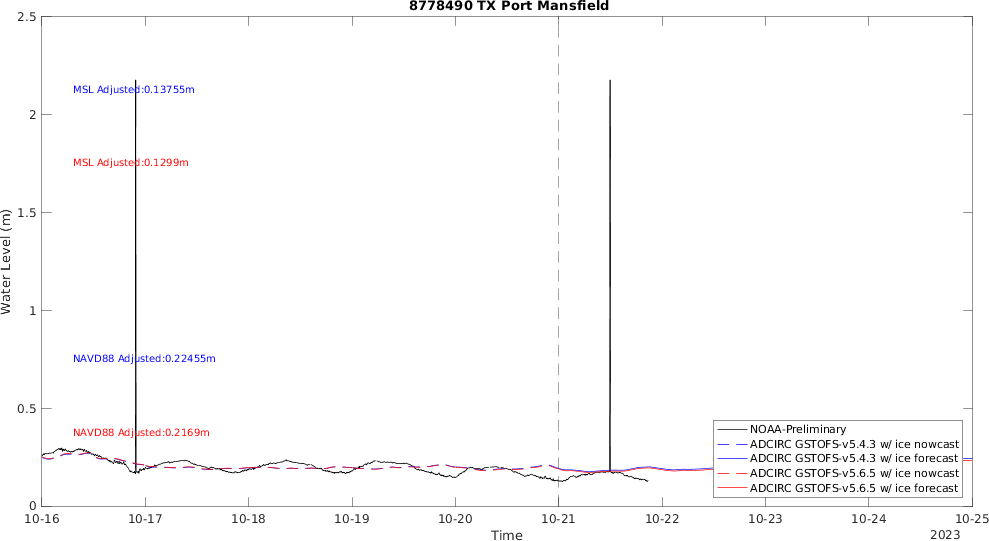 8778490 TX Port Mansfield
2.5
2
1.5
1
0.5
0
Water Level (m)
MSL Adjusted:0.13755m
MSL Adjusted:0.1299m
NAVD88 Adjusted:0.22455m
NAVD88 Adjusted:0.2169m
NOAA-Preliminary
ADCIRC GSTOFS-v5.4.3 w/ ice nowcast
ADCIRC GSTOFS-v5.4.3 w/ ice forecast
ADCIRC GSTOFS-v5.6.5 w/ ice nowcast
ADCIRC GSTOFS-v5.6.5 w/ ice forecast
10-16 10-17 10-18 10-19 10-20 10-21 10-22 10-23 10-24 10-25
Time
2023